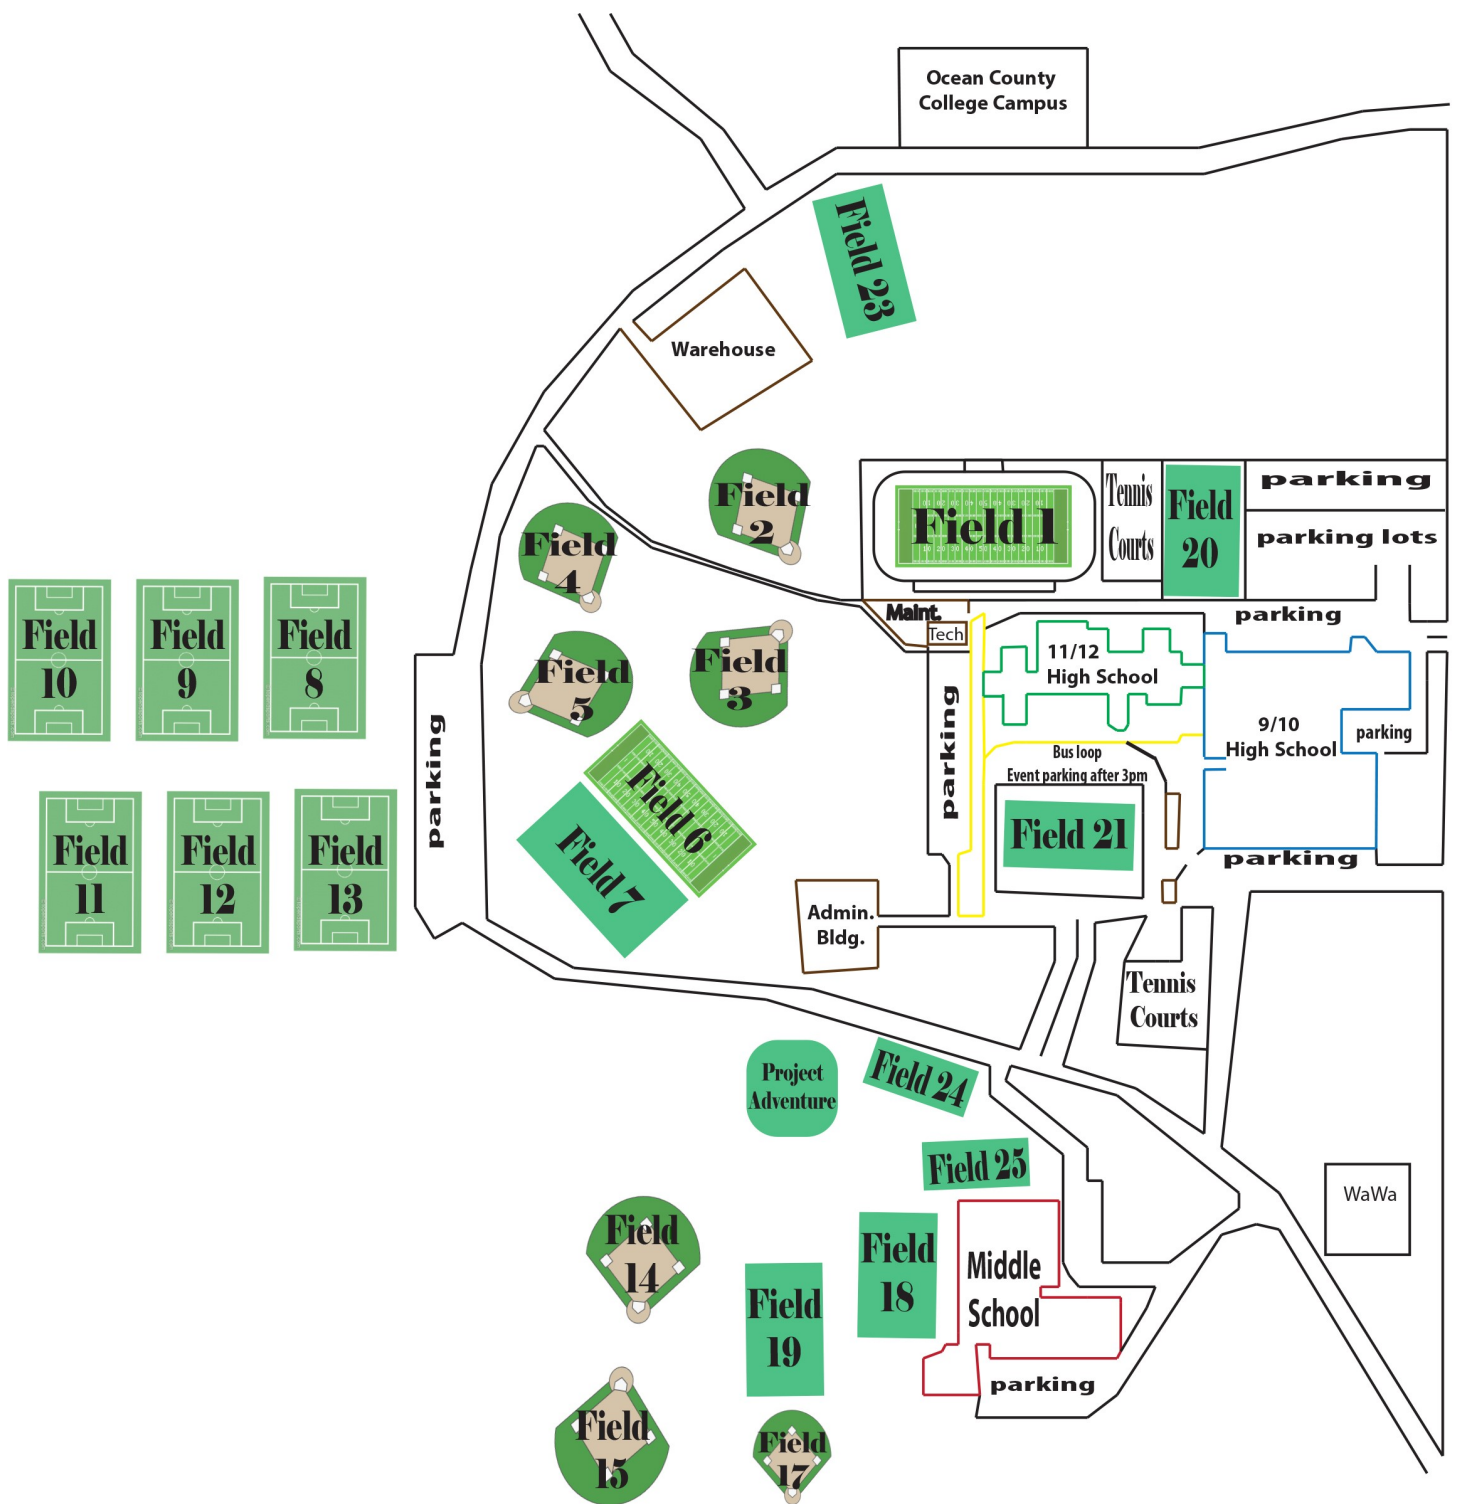 Ocean County
College Campus
Field 23
Warehouse
Field
2
Field
4
Field 1
Tennis
Courts
Field
20
parking
parking lots
parking
Maint.
Tech
11/12
High School
9/10
High School
parking
Field
10
Field
9
Field
8
Field
5
Field
3
parking
parking
Bus loop
Event parking after 3pm
Field 6
Field 7
Field 21
parking
Field
11
Field
12
Field
13
Admin.
Bldg.
Tennis
Courts
Project
Adventure
Field 24
Field 25
WaWa
Field
14
Field
18
Field
19
Middle
School
parking
Field
15
Field
17